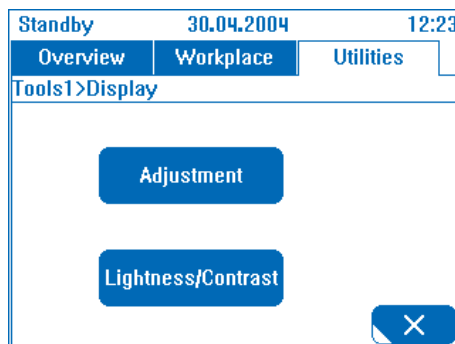 Standby 30.04.2004 12:23
Overview Workplace Utilities
Tools1>Display
Adjustment
Lightness/Contrast